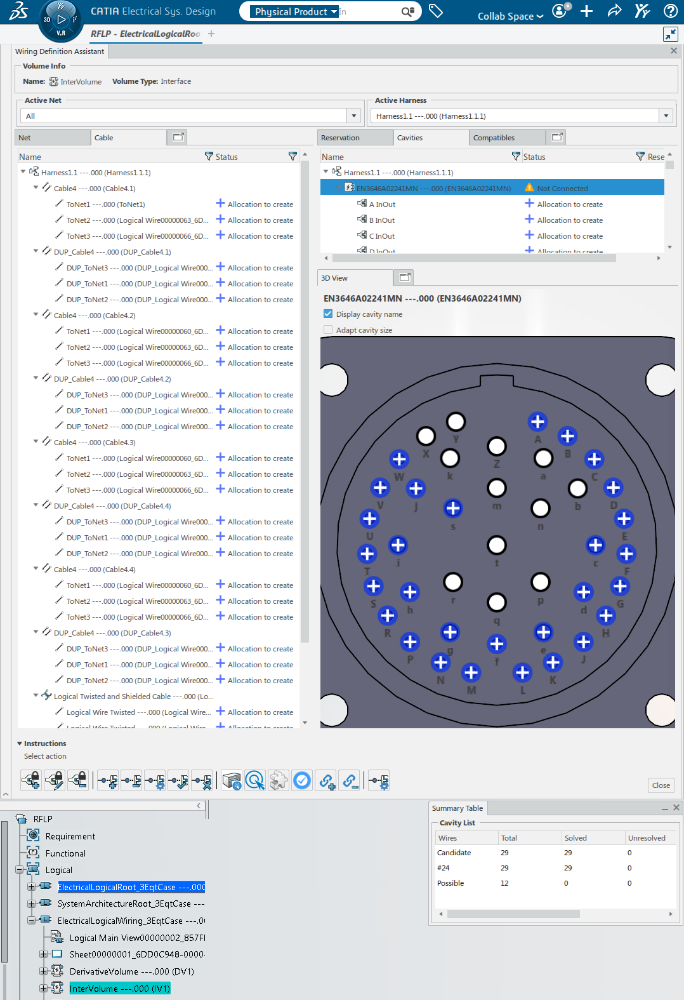 CATIA Electrical Sys. Design
Physical Product
In
Collab Space
3D
V.R
RFLP - ElectricalLogicalRoo
Wiring Definition Assistant
Volume Info
Name: InterVolume Volume Type: Interface
Active Net
All
Active Harness
Harness1.1 ---.000 (Harness1.1.1)
Net
Cable
Name Status
Harness1.1 ---.000 (Harness1.1.1)
Cable4 ---.000 (Cable4.1)
ToNet1 ---.000 (ToNet1) Allocation to create
ToNet2 ---.000 (Logical Wire00000063_6D... Allocation to create
ToNet3 ---.000 (Logical Wire00000066_6D... Allocation to create
DUP_Cable4 ---.000 (DUP_Cable4.1)
DUP_ToNet3 ---.000 (DUP_Logical Wire000... Allocation to create
DUP_ToNet1 ---.000 (DUP_Logical Wire000... Allocation to create
DUP_ToNet2 ---.000 (DUP_Logical Wire000... Allocation to create
Cable4 ---.000 (Cable4.2)
ToNet1 ---.000 (Logical Wire00000060_6D... Allocation to create
ToNet2 ---.000 (Logical Wire00000063_6D... Allocation to create
ToNet3 ---.000 (Logical Wire00000066_6D... Allocation to create
DUP_Cable4 ---.000 (DUP_Cable4.2)
DUP_ToNet3 ---.000 (DUP_Logical Wire000... Allocation to create
DUP_ToNet1 ---.000 (DUP_Logical Wire000... Allocation to create
DUP_ToNet2 ---.000 (DUP_Logical Wire000... Allocation to create
Cable4 ---.000 (Cable4.3)
ToNet1 ---.000 (Logical Wire00000060_6D... Allocation to create
ToNet2 ---.000 (Logical Wire00000063_6D... Allocation to create
ToNet3 ---.000 (Logical Wire00000066_6D... Allocation to create
DUP_Cable4 ---.000 (DUP_Cable4.4)
DUP_ToNet3 ---.000 (DUP_Logical Wire000... Allocation to create
DUP_ToNet1 ---.000 (DUP_Logical Wire000... Allocation to create
DUP_ToNet2 ---.000 (DUP_Logical Wire000... Allocation to create
Cable4 ---.000 (Cable4.4)
ToNet1 ---.000 (Logical Wire00000060_6D... Allocation to create
ToNet2 ---.000 (Logical Wire00000063_6D... Allocation to create
ToNet3 ---.000 (Logical Wire00000066_6D... Allocation to create
DUP_Cable4 ---.000 (DUP_Cable4.3)
DUP_ToNet3 ---.000 (DUP_Logical Wire000... Allocation to create
DUP_ToNet1 ---.000 (DUP_Logical Wire000... Allocation to create
DUP_ToNet2 ---.000 (DUP_Logical Wire000... Allocation to create
Logical Twisted and Shielded Cable ---.000 (Lo...
Logical Wire Twisted ---.000 (Logical Wire... Allocation to create
Logical Wire Twisted ---.000 (Logical Wire... Allocation to create
Reservation
Cavities
Compatibles
Name Status Rese
Harness1.1 ---.000 (Harness1.1.1)
EN3646A02241MN ---.000 (EN3646A02241MN) Not Connected
A InOut Allocation to create
B InOut Allocation to create
C InOut Allocation to create
D InOut Allocation to create
3D View
EN3646A02241MN ---.000 (EN3646A02241MN)
Display cavity name
Adapt cavity size
Y A
X B
Z
W k a C
V j m b D
s n
U E
i t c
T F
S r p G
h d
R q H
g e
P f J
N K
M L
Instructions
Select action
Close
RFLP
Requirement
Functional
Logical
ElectricalLogicalRoot_3EqtCase ---.000
SystemArchitectureRoot_3EqtCase ---
ElectricalLogicalWiring_3EqtCase ---.0
Logical Main View00000002_857F
Sheet00000001_6DD0C948-0000-
DerivativeVolume ---.000 (DV1)
InterVolume ---.000 (IV1)
Summary Table
Cavity List
Wires Total Solved Unresolved
Candidate 29 29 0
#24 29 29 0
Possible 12 0 0